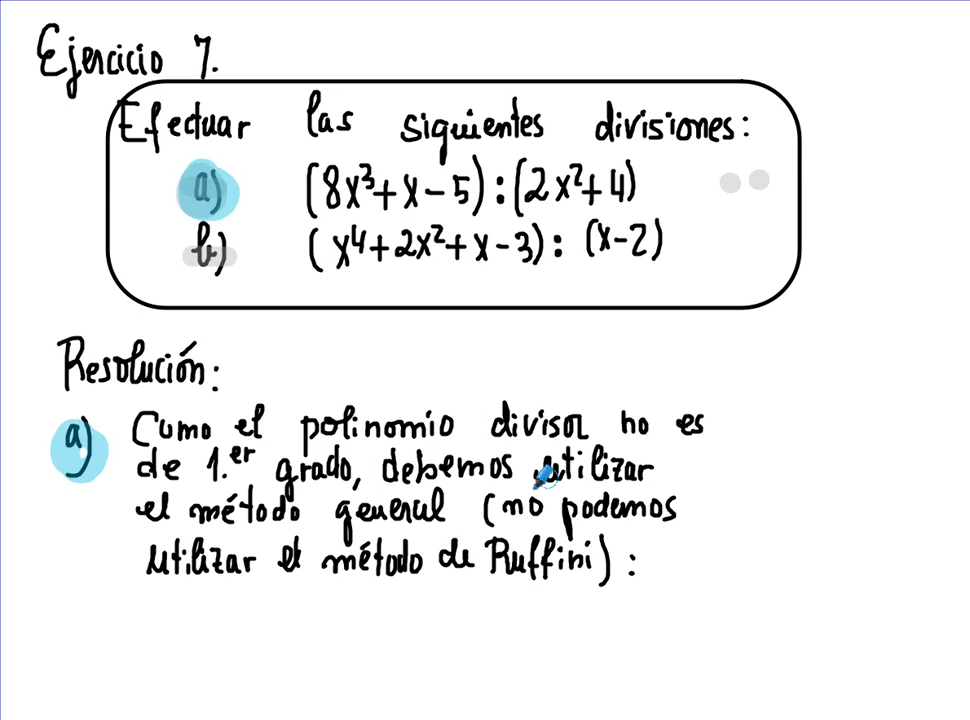 Ejercicio 7.
Efectuar las siguientes divisiones:
a) (8x³+x-5):(2x²+4)
b) (x⁴+2x²+x-3): (x-2)
Resolución:
a) Como el polinomio divisor no es
de 1.er grado, debemos utilizar
el método general (no podemos
utilizar el método de Ruffini):